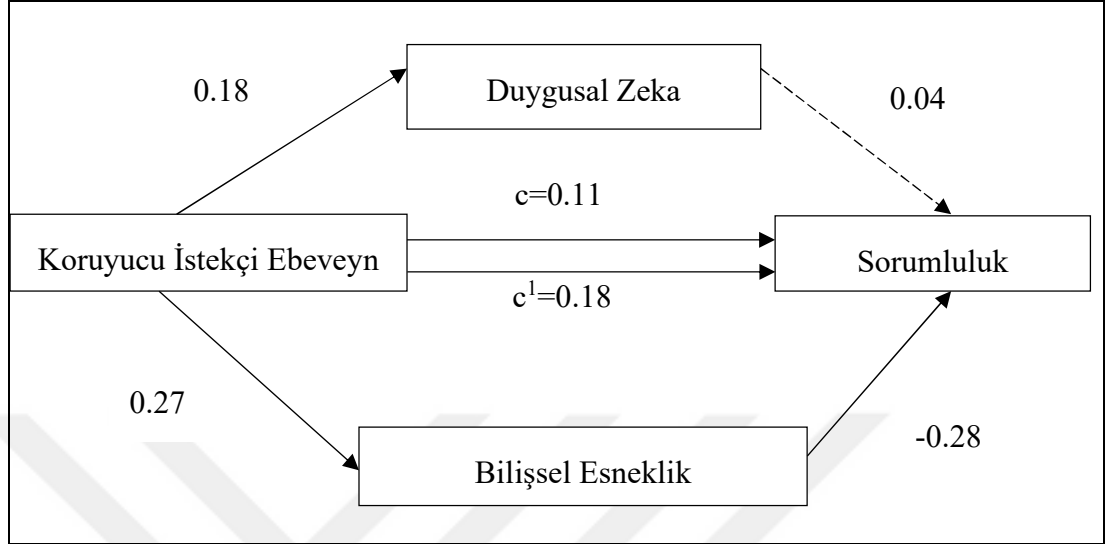 0.18
Duygusal Zeka
0.04
c=0.11
Koruyucu İstekçi Ebeveyn
Sorumluluk
c¹=0.18
0.27
-0.28
Bilişsel Esneklik